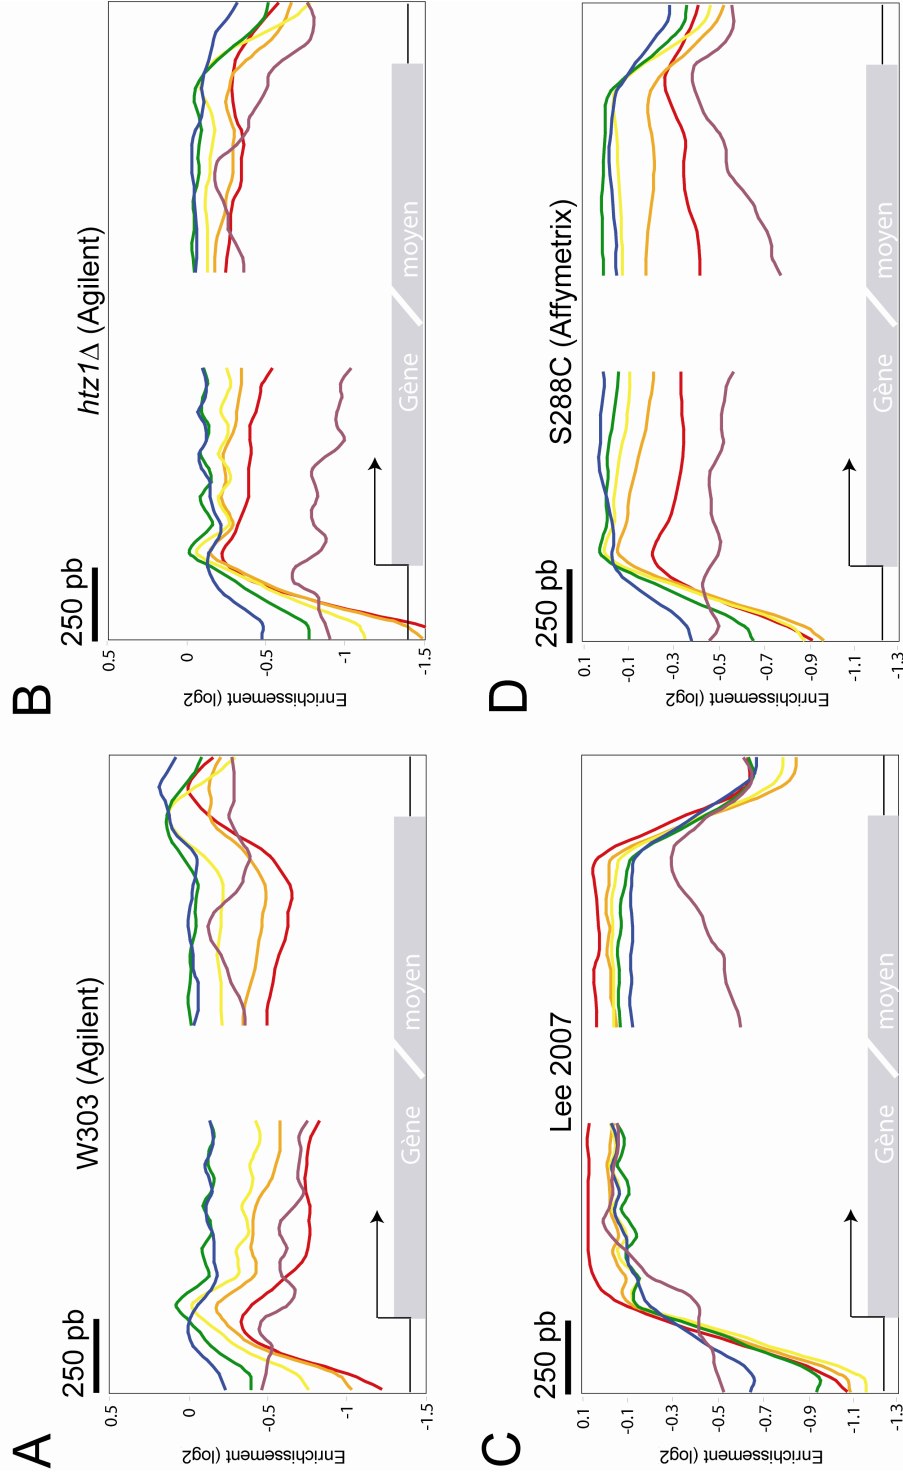 A
W303 (Agilent)
250 pb
0.5
0
-0.5
-1
-1.5
Enrichissement (log2
Gène
moyen
B
htz1Δ (Agilent)
250 pb
0.5
0
-0.5
-1
-1.5
Enrichissement (log2
Gène
moyen
C
Lee 2007
250 pb
0.1
-0.1
-0.3
-0.5
-0.7
-0.9
-1.1
-1.3
Enrichissement (log2
Gène
moyen
D
S288C (Affymetrix)
250 pb
0.1
-0.1
-0.3
-0.5
-0.7
-0.9
-1.1
-1.3
Enrichissement (log2
Gène
moyen